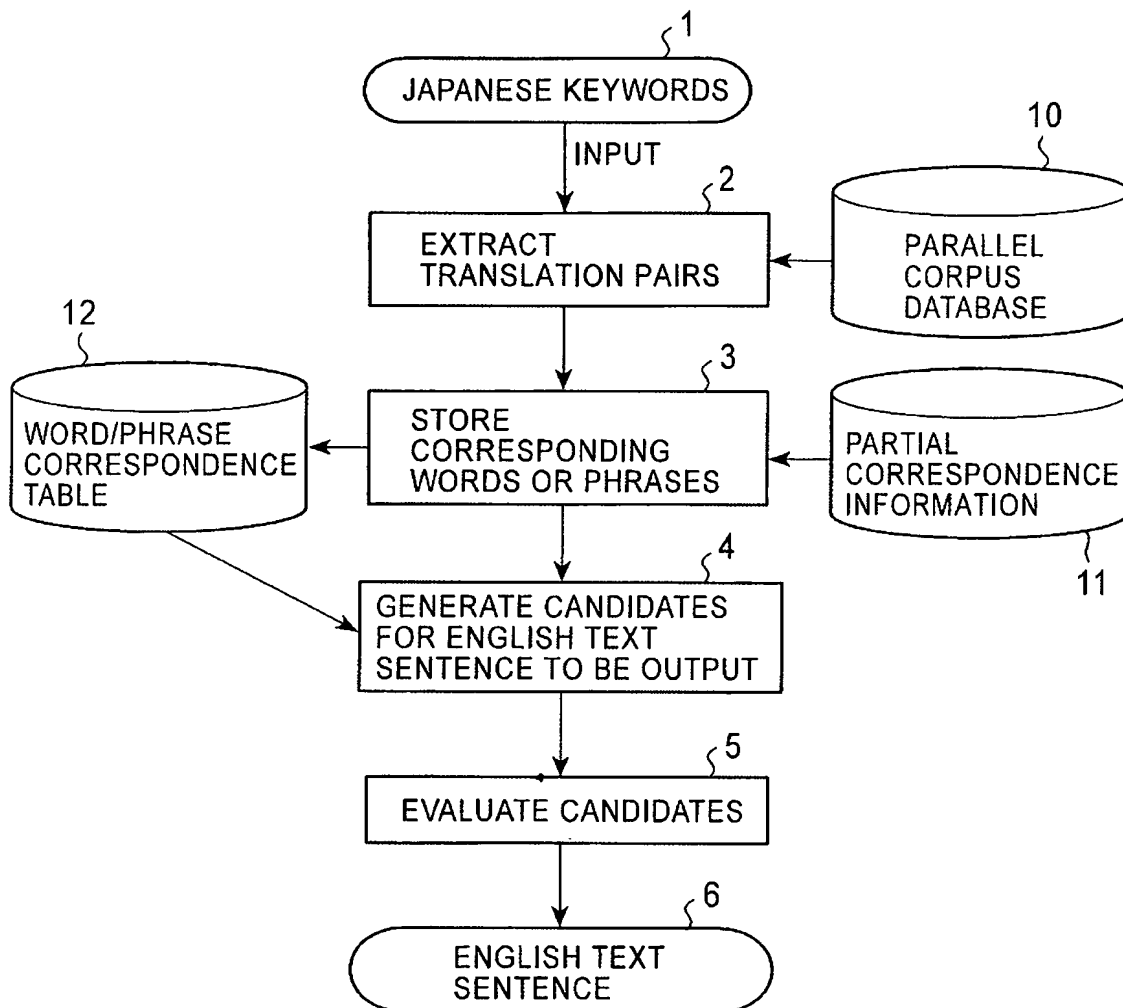 1
JAPANESE KEYWORDS
INPUT
10
2
EXTRACT
TRANSLATION PAIRS
PARALLEL
CORPUS
DATABASE
12
3
WORD/PHRASE
CORRESPONDENCE
TABLE
STORE
CORRESPONDING
WORDS OR PHRASES
PARTIAL
CORRESPONDENCE
INFORMATION
11
4
GENERATE CANDIDATES
FOR ENGLISH TEXT
SENTENCE TO BE OUTPUT
5
EVALUATE CANDIDATES
6
ENGLISH TEXT
SENTENCE